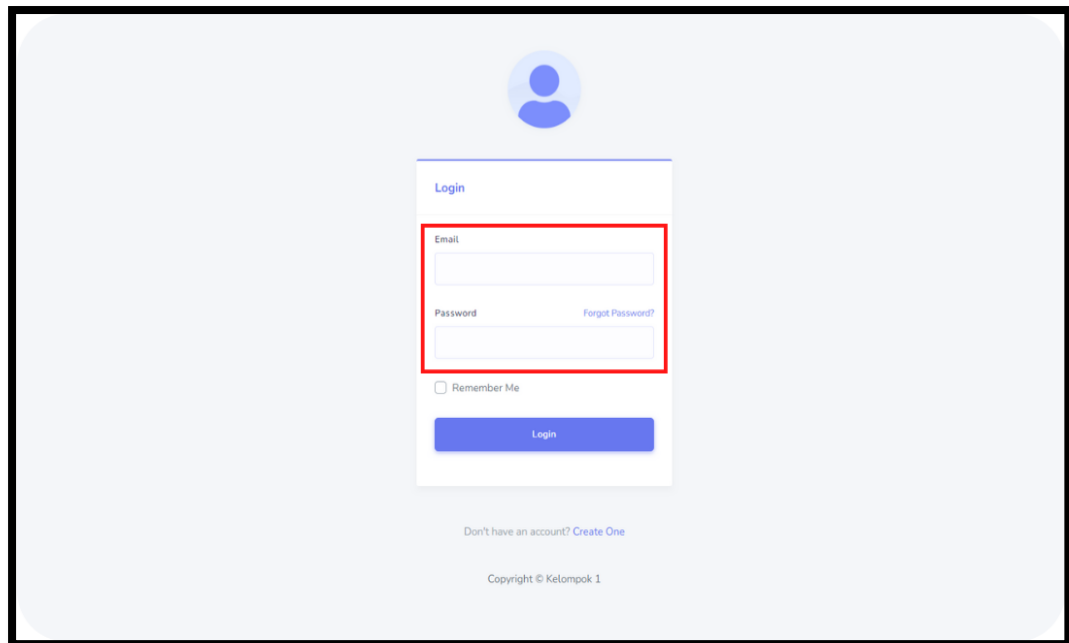 Login
Email
Password Forgot Password?
Remember Me
Login
Don't have an account? Create One
Copyright © Kelompok 1